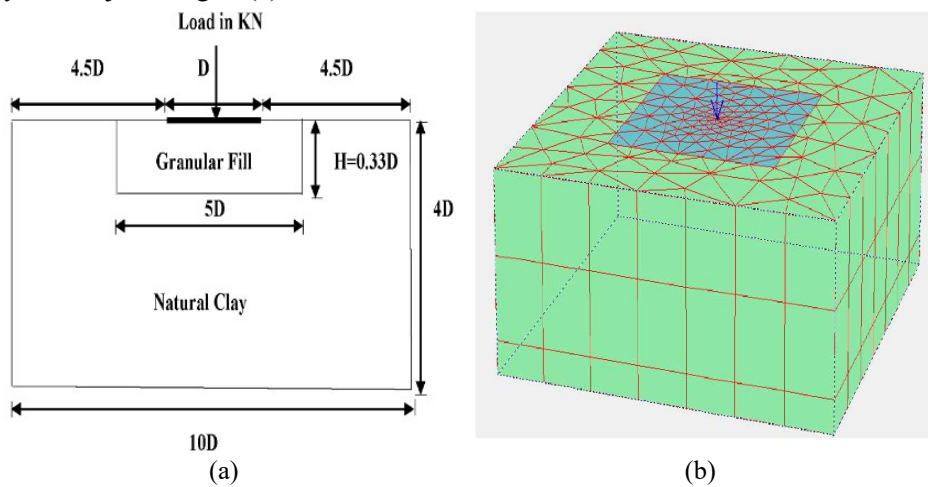 Load in KN
4.5D D 4.5D
Granular Fill
H=0.33D
4D
5D
Natural Clay
10D
(a) (b)